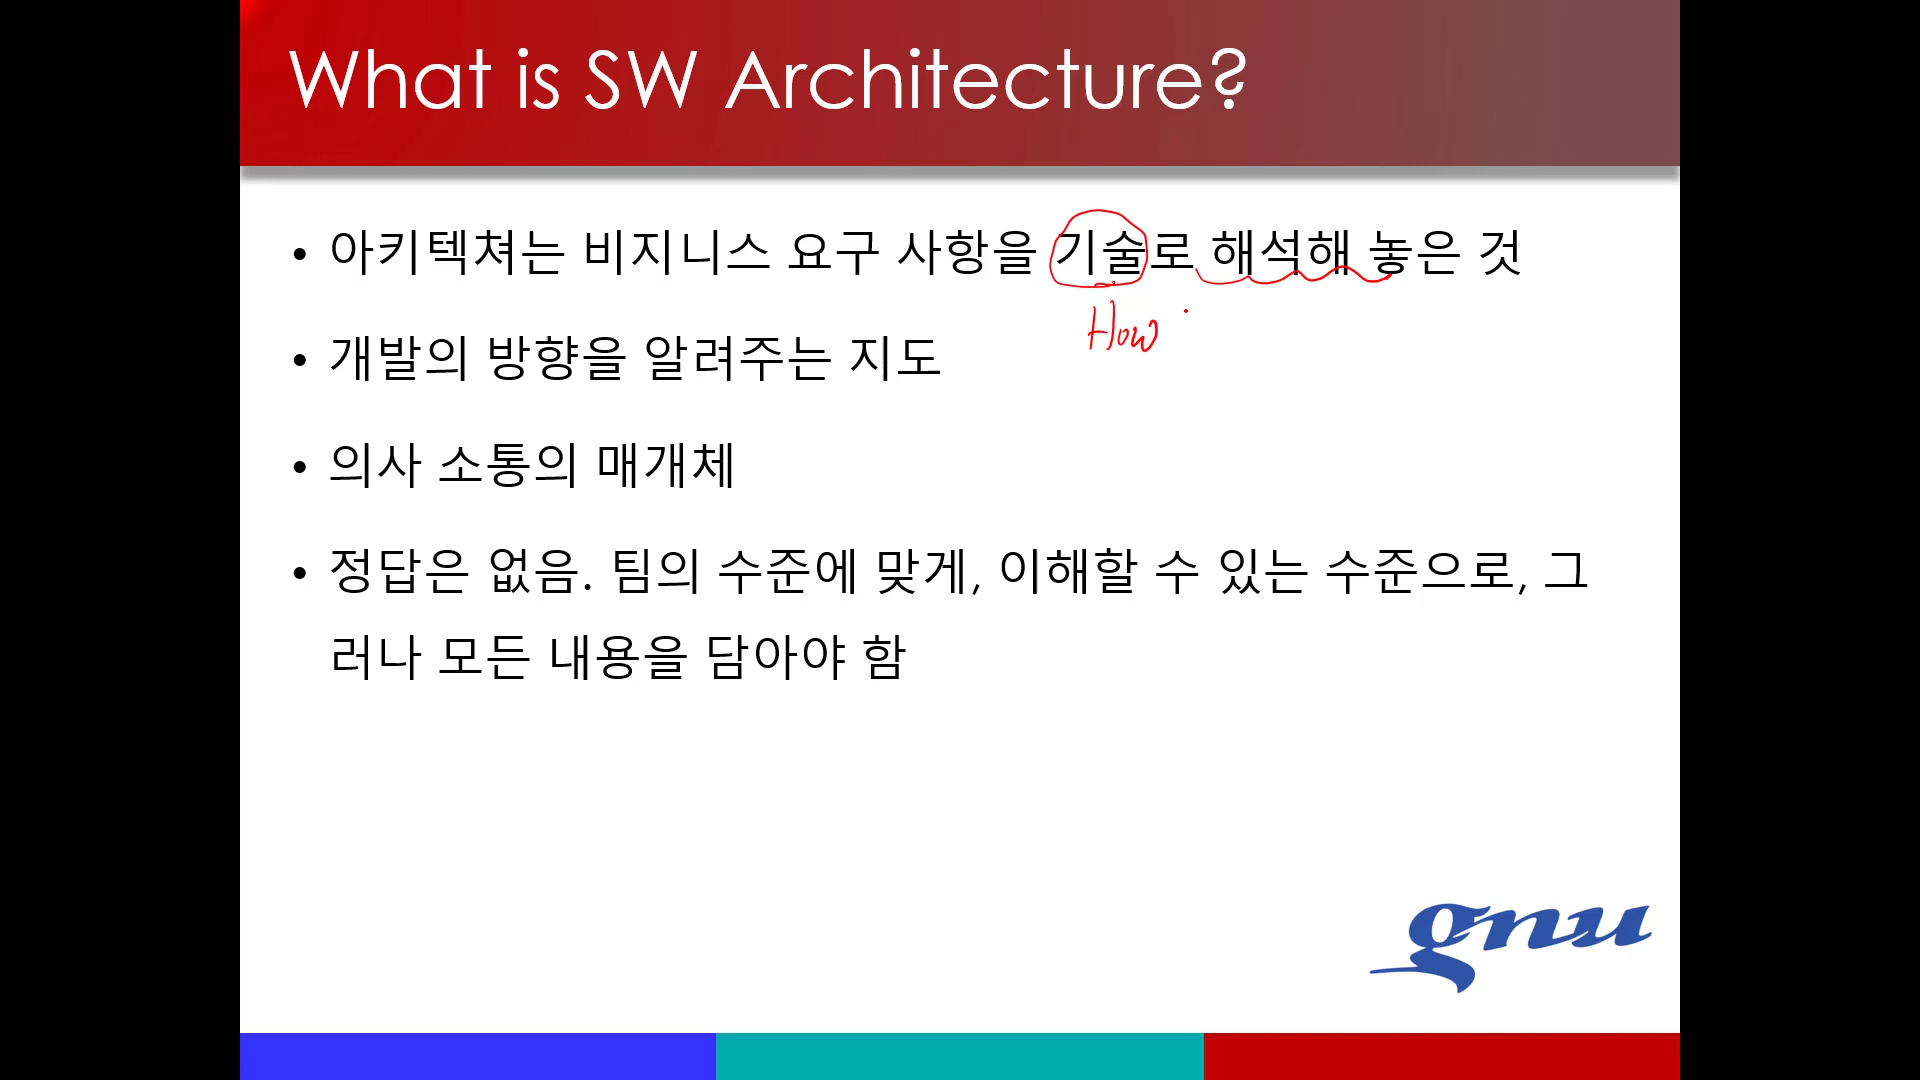 What is SW Architecture?
• 아키텍쳐는 비지니스 요구 사항을 기술로 해석해 놓은 것
How
• 개발의 방향을 알려주는 지도
• 의사 소통의 매개체
• 정답은 없음. 팀의 수준에 맞게, 이해할 수 있는 수준으로, 그
러나 모든 내용을 담아야 함
gnu